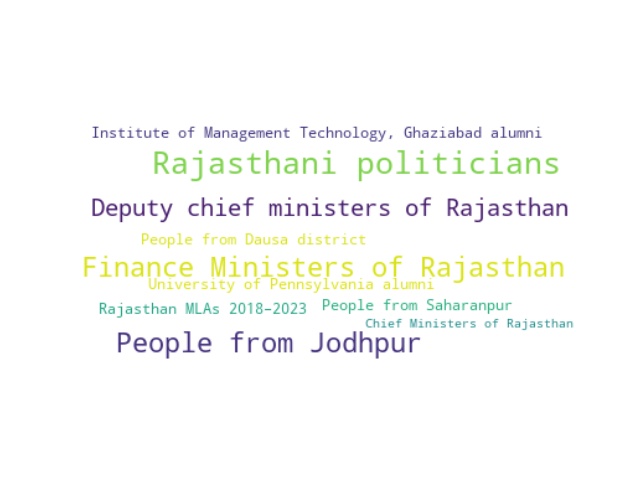 Institute of Management Technology, Ghaziabad alumni
Rajasthani politicians
Deputy chief ministers of Rajasthan
People from Dausa district
Finance Ministers of Rajasthan
University of Pennsylvania alumni
Rajasthan MLAs 2018–2023
People from Saharanpur
Chief Ministers of Rajasthan
People from Jodhpur